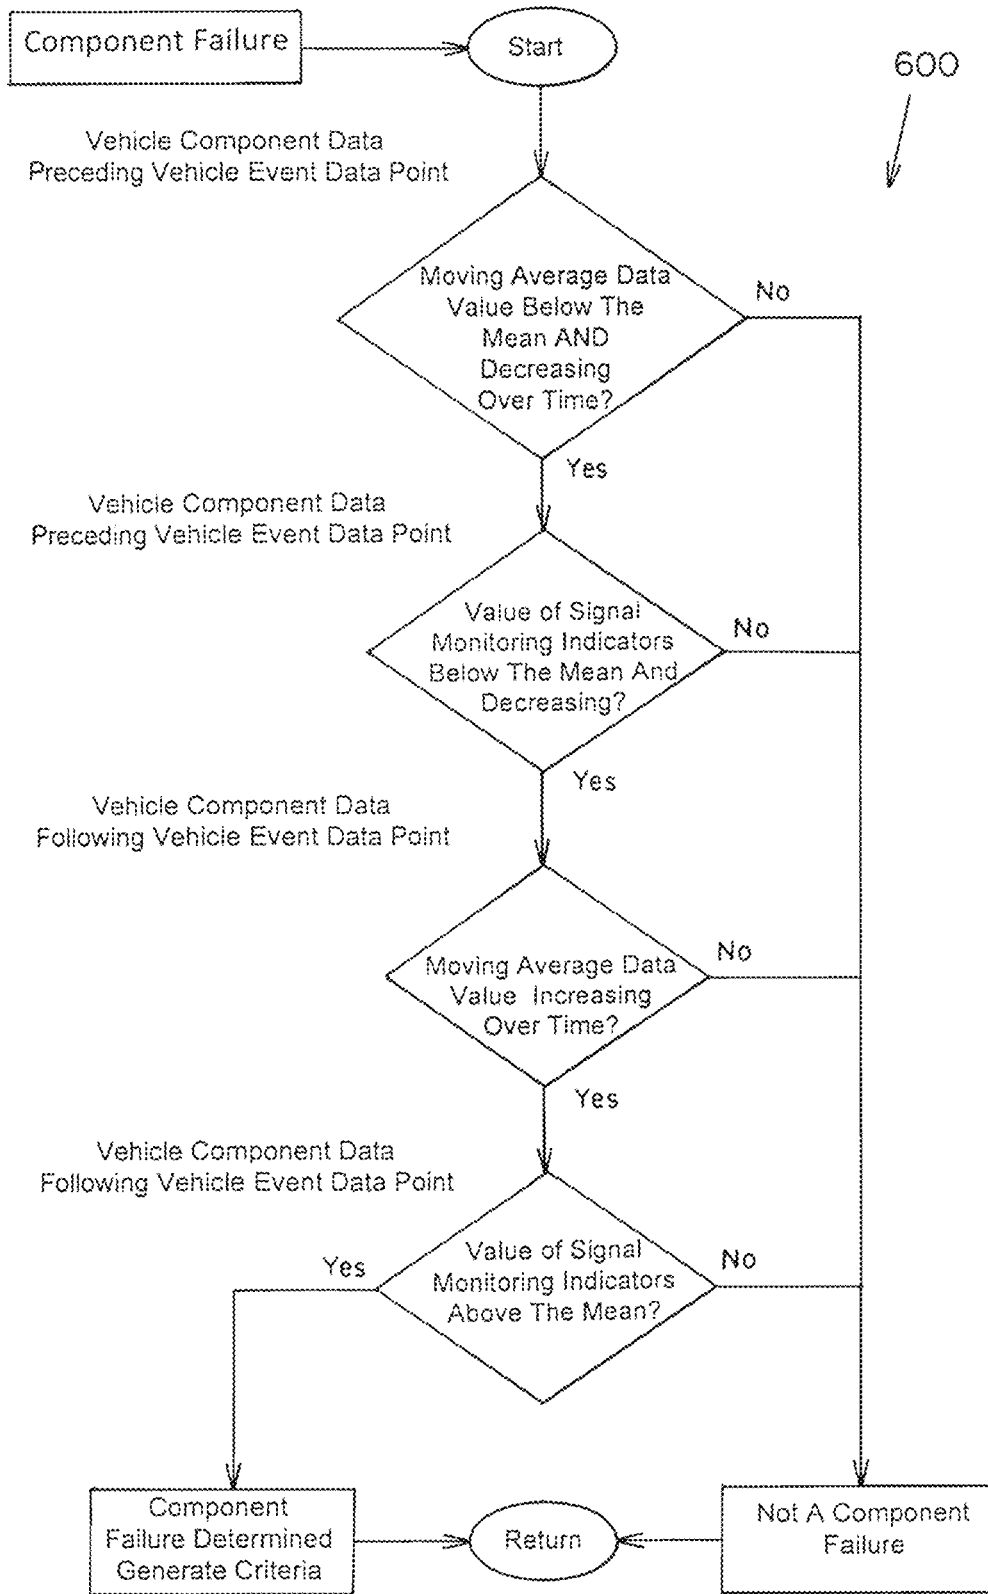 Component Failure
Start
600
Vehicle Component Data
Preceding Vehicle Event Data Point
Moving Average Data
Value Below The
Mean AND
Decreasing
Over Time?
No
Yes
Vehicle Component Data
Preceding Vehicle Event Data Point
Value of Signal
Monitoring Indicators
Below The Mean And
Decreasing?
No
Yes
Vehicle Component Data
Following Vehicle Event Data Point
Moving Average Data
Value Increasing
Over Time?
No
Yes
Vehicle Component Data
Following Vehicle Event Data Point
Value of Signal
Monitoring Indicators
Above The Mean?
Yes
No
Component
Failure Determined
Generate Criteria
Return
Not A Component
Failure